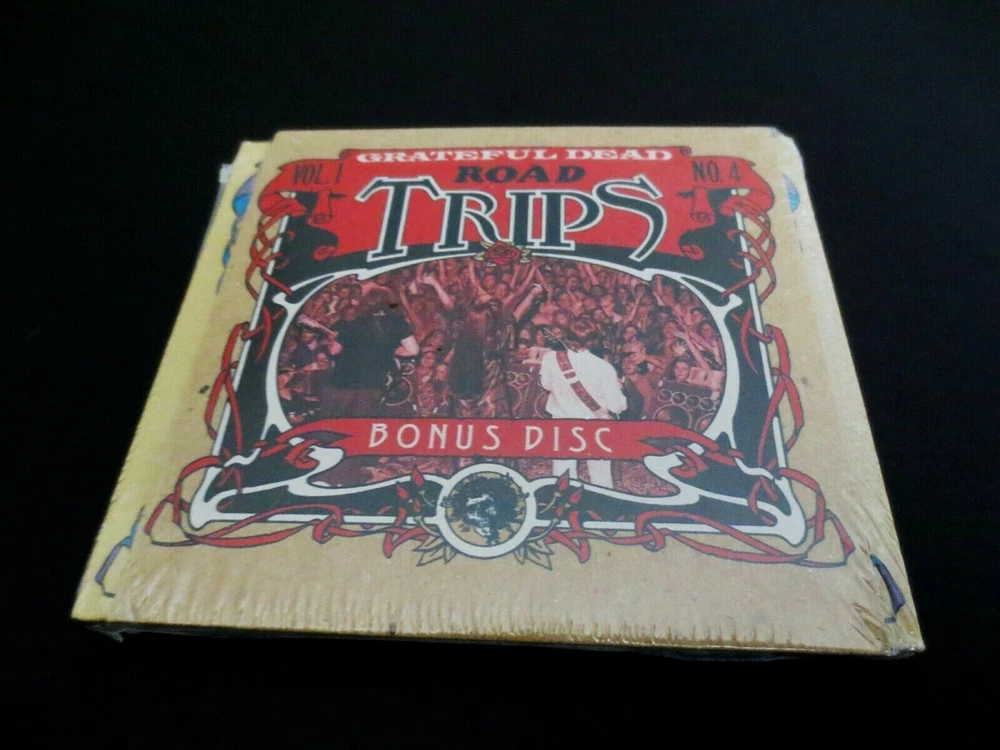 GRATEFUL DEAD
VOL. 1
ROAD
NO. 4
TRIPS
BONUS DISC